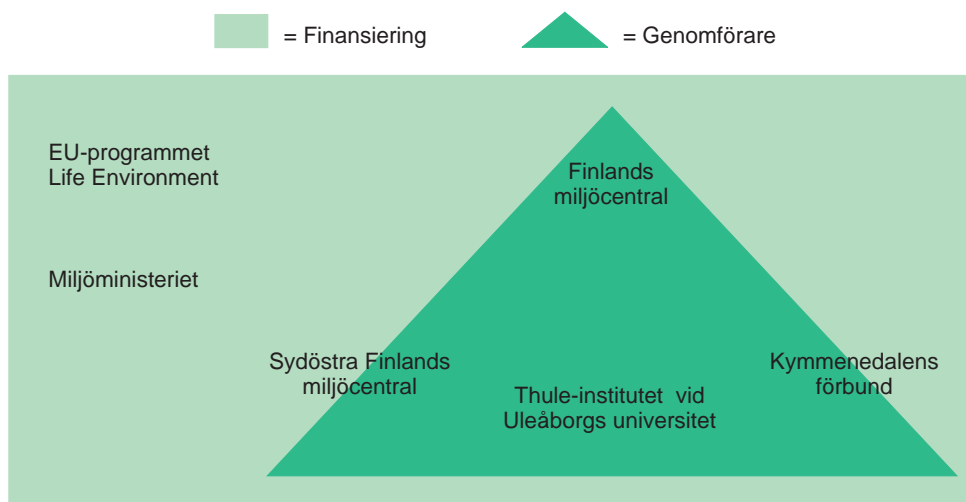 = Finansiering
= Genomförare
EU-programmet
Life Environment
Finlands
miljöcentral
Miljöministeriet
Sydöstra Finlands
miljöcentral
Thule-institutet vid
Uleåborgs universitet
Kymmenedalens
förbund